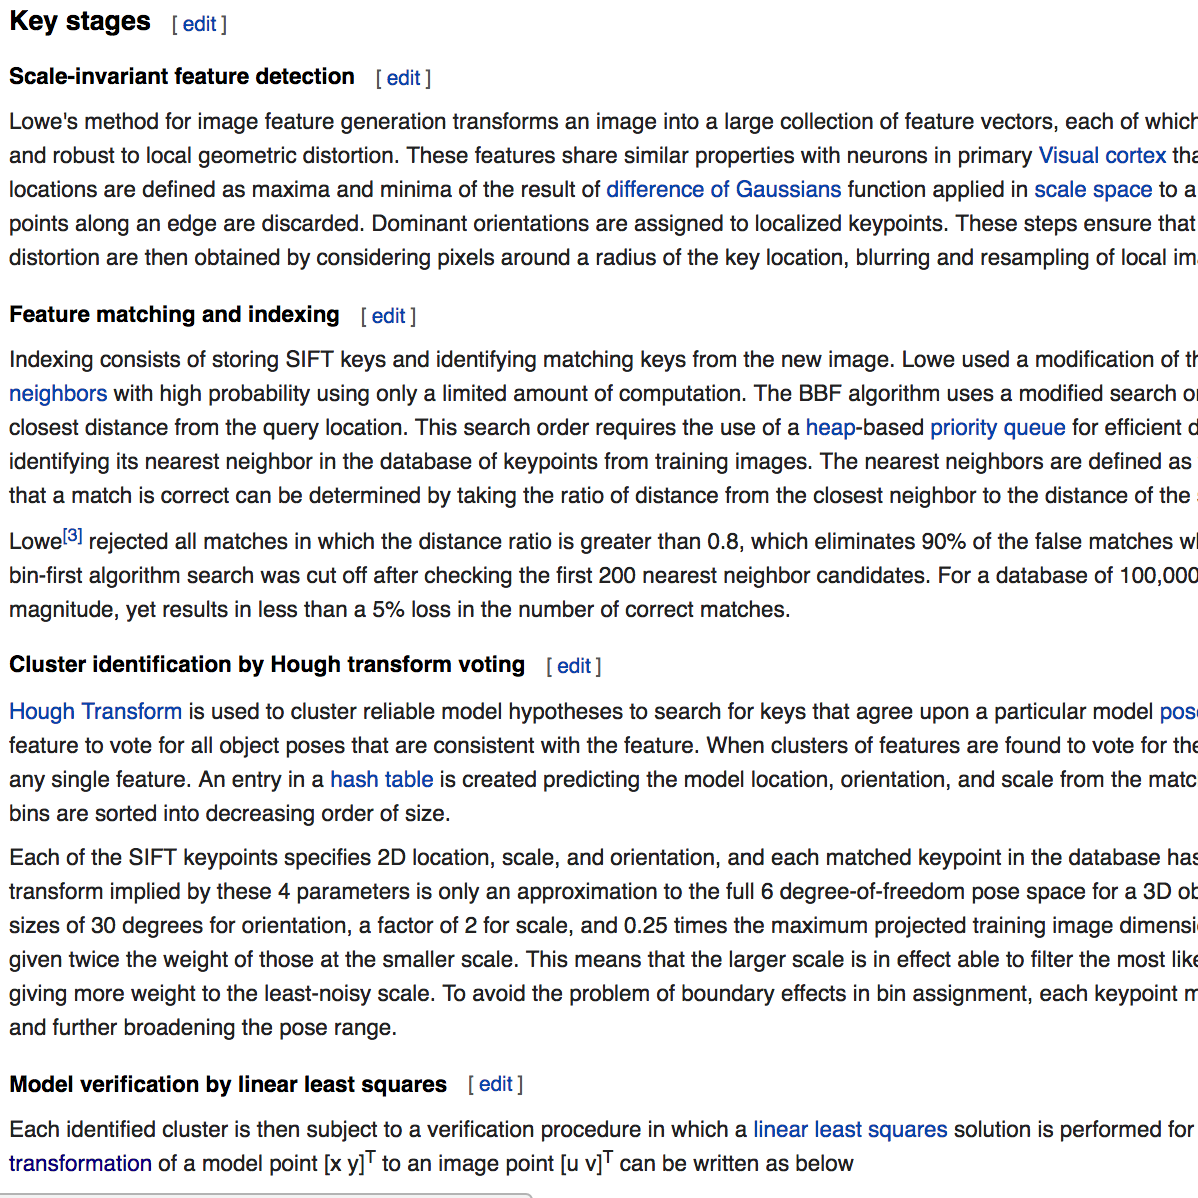 Key stages [ edit ]
Scale-invariant feature detection [ edit ]
Lowe's method for image feature generation transforms an image into a large collection of feature vectors, each of which
and robust to local geometric distortion. These features share similar properties with neurons in primary Visual cortex tha
locations are defined as maxima and minima of the result of difference of Gaussians function applied in scale space to a
points along an edge are discarded. Dominant orientations are assigned to localized keypoints. These steps ensure that
distortion are then obtained by considering pixels around a radius of the key location, blurring and resampling of local im
Feature matching and indexing [ edit ]
Indexing consists of storing SIFT keys and identifying matching keys from the new image. Lowe used a modification of th
neighbors with high probability using only a limited amount of computation. The BBF algorithm uses a modified search or
closest distance from the query location. This search order requires the use of a heap-based priority queue for efficient d
identifying its nearest neighbor in the database of keypoints from training images. The nearest neighbors are defined as
that a match is correct can be determined by taking the ratio of distance from the closest neighbor to the distance of the
Lowe[3] rejected all matches in which the distance ratio is greater than 0.8, which eliminates 90% of the false matches wh
bin-first algorithm search was cut off after checking the first 200 nearest neighbor candidates. For a database of 100,000
magnitude, yet results in less than a 5% loss in the number of correct matches.
Cluster identification by Hough transform voting [ edit ]
Hough Transform is used to cluster reliable model hypotheses to search for keys that agree upon a particular model pos
feature to vote for all object poses that are consistent with the feature. When clusters of features are found to vote for the
any single feature. An entry in a hash table is created predicting the model location, orientation, and scale from the matc
bins are sorted into decreasing order of size.
Each of the SIFT keypoints specifies 2D location, scale, and orientation, and each matched keypoint in the database has
transform implied by these 4 parameters is only an approximation to the full 6 degree-of-freedom pose space for a 3D ob
sizes of 30 degrees for orientation, a factor of 2 for scale, and 0.25 times the maximum projected training image dimensi
given twice the weight of those at the smaller scale. This means that the larger scale is in effect able to filter the most like
giving more weight to the least-noisy scale. To avoid the problem of boundary effects in bin assignment, each keypoint m
and further broadening the pose range.
Model verification by linear least squares [ edit ]
Each identified cluster is then subject to a verification procedure in which a linear least squares solution is performed for
transformation of a model point [x y]T to an image point [u v]T can be written as below